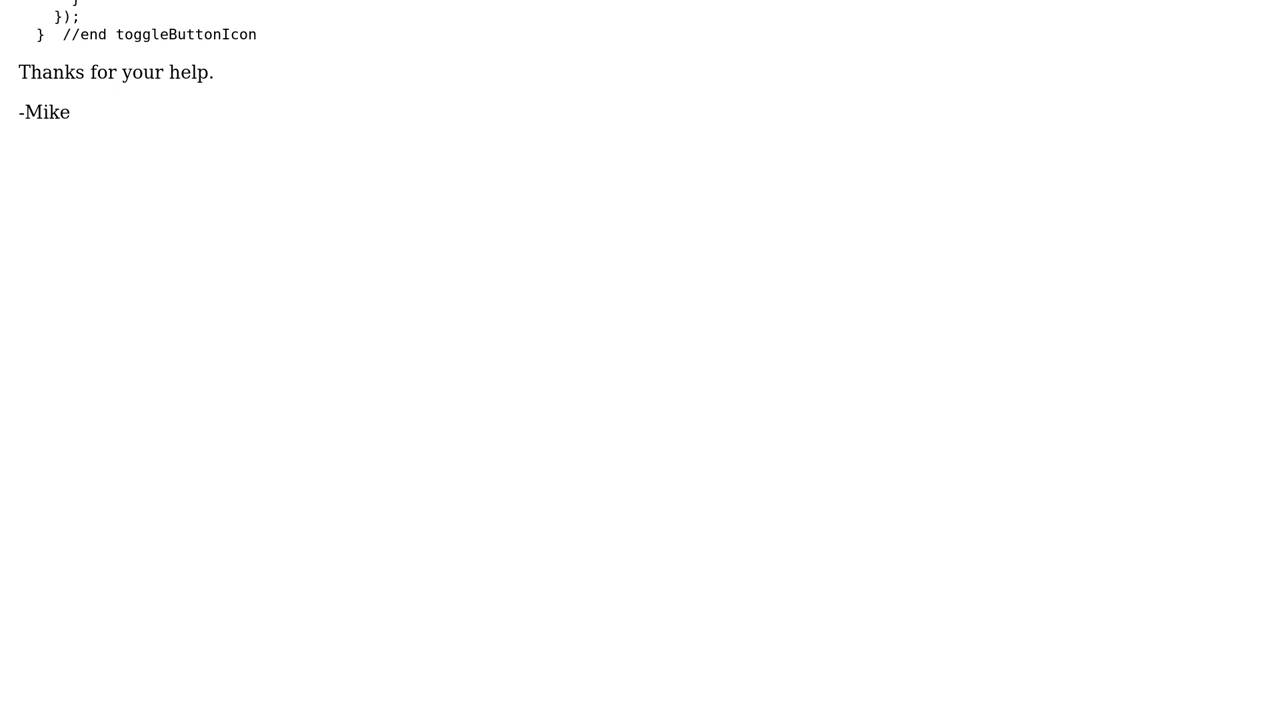 }
});
} //end toggleButtonIcon
Thanks for your help.
-Mike